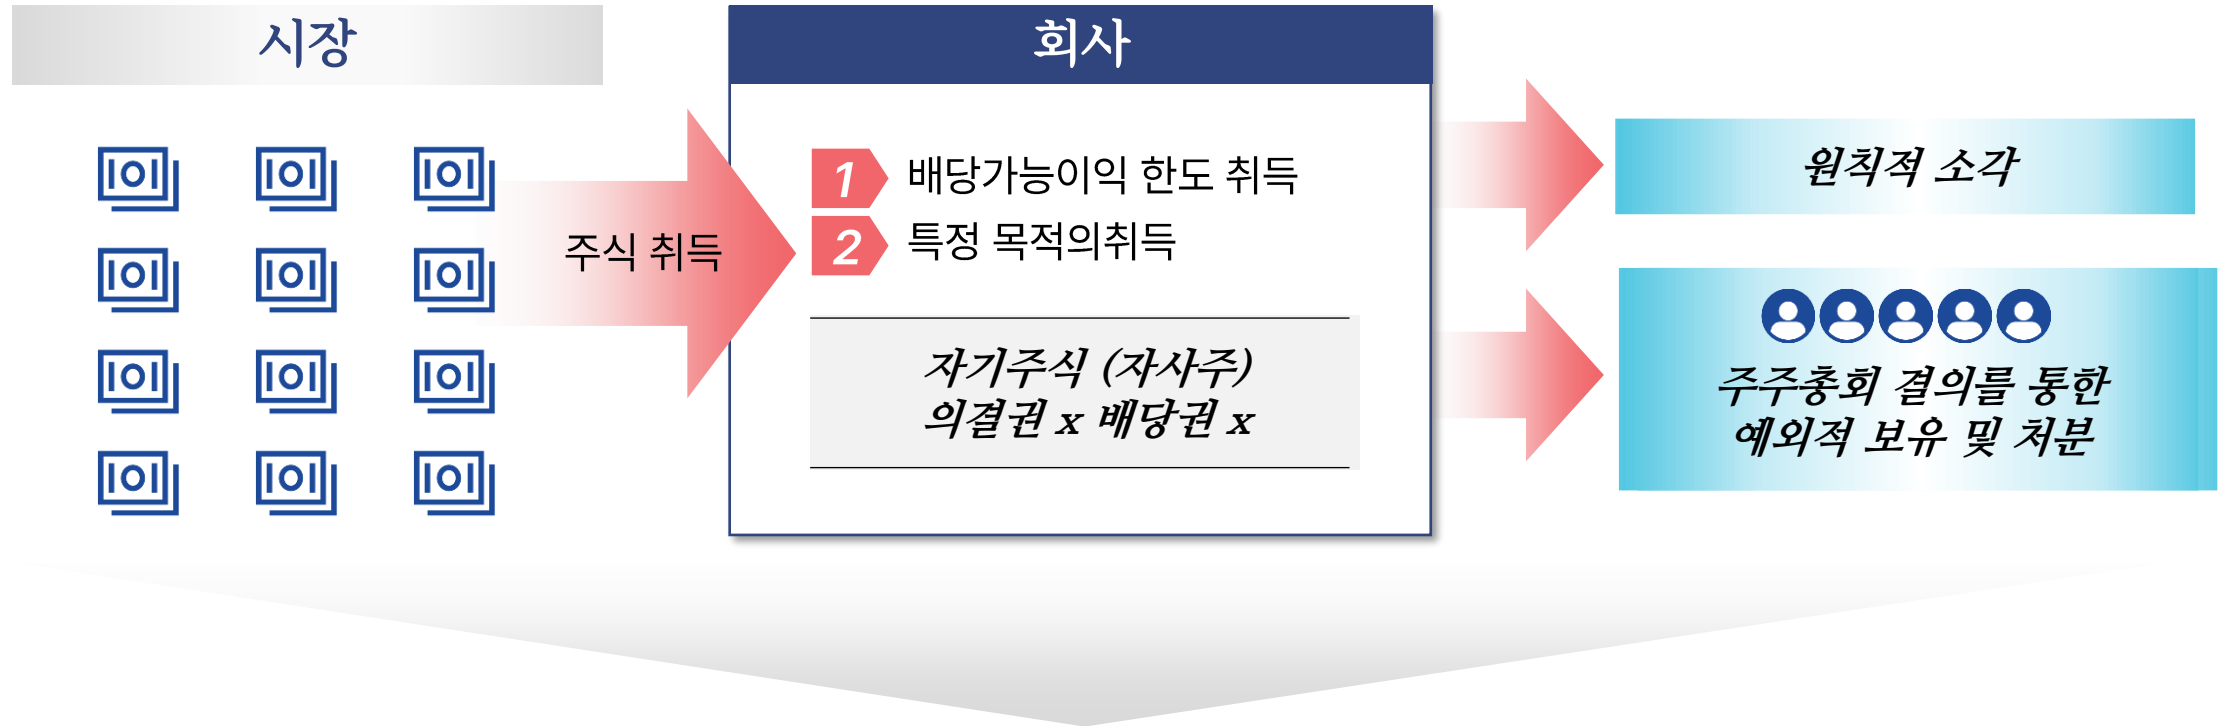 시장
주식 취득
회사
1 배당가능이익 한도 취득
2 특정 목적의취득
자기주식 (자사주)
의결권 x 배당권 x
원칙적 소각
주주총회 결의를 통한
예외적 보유 및 처분